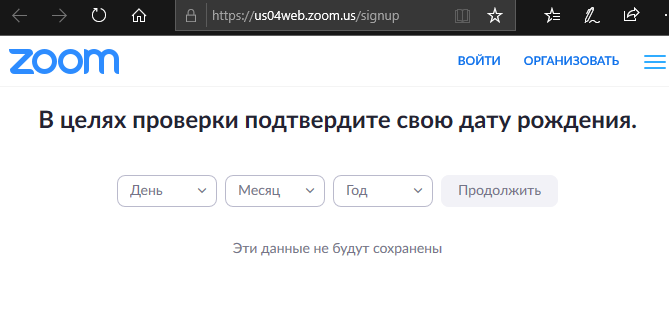 https://us04web.zoom.us/signup
zoom
ВОЙТИ ОРГАНИЗОВАТЬ
В целях проверки подтвердите свою дату рождения.
День Месяц Год Продолжить
Эти данные не будут сохранены